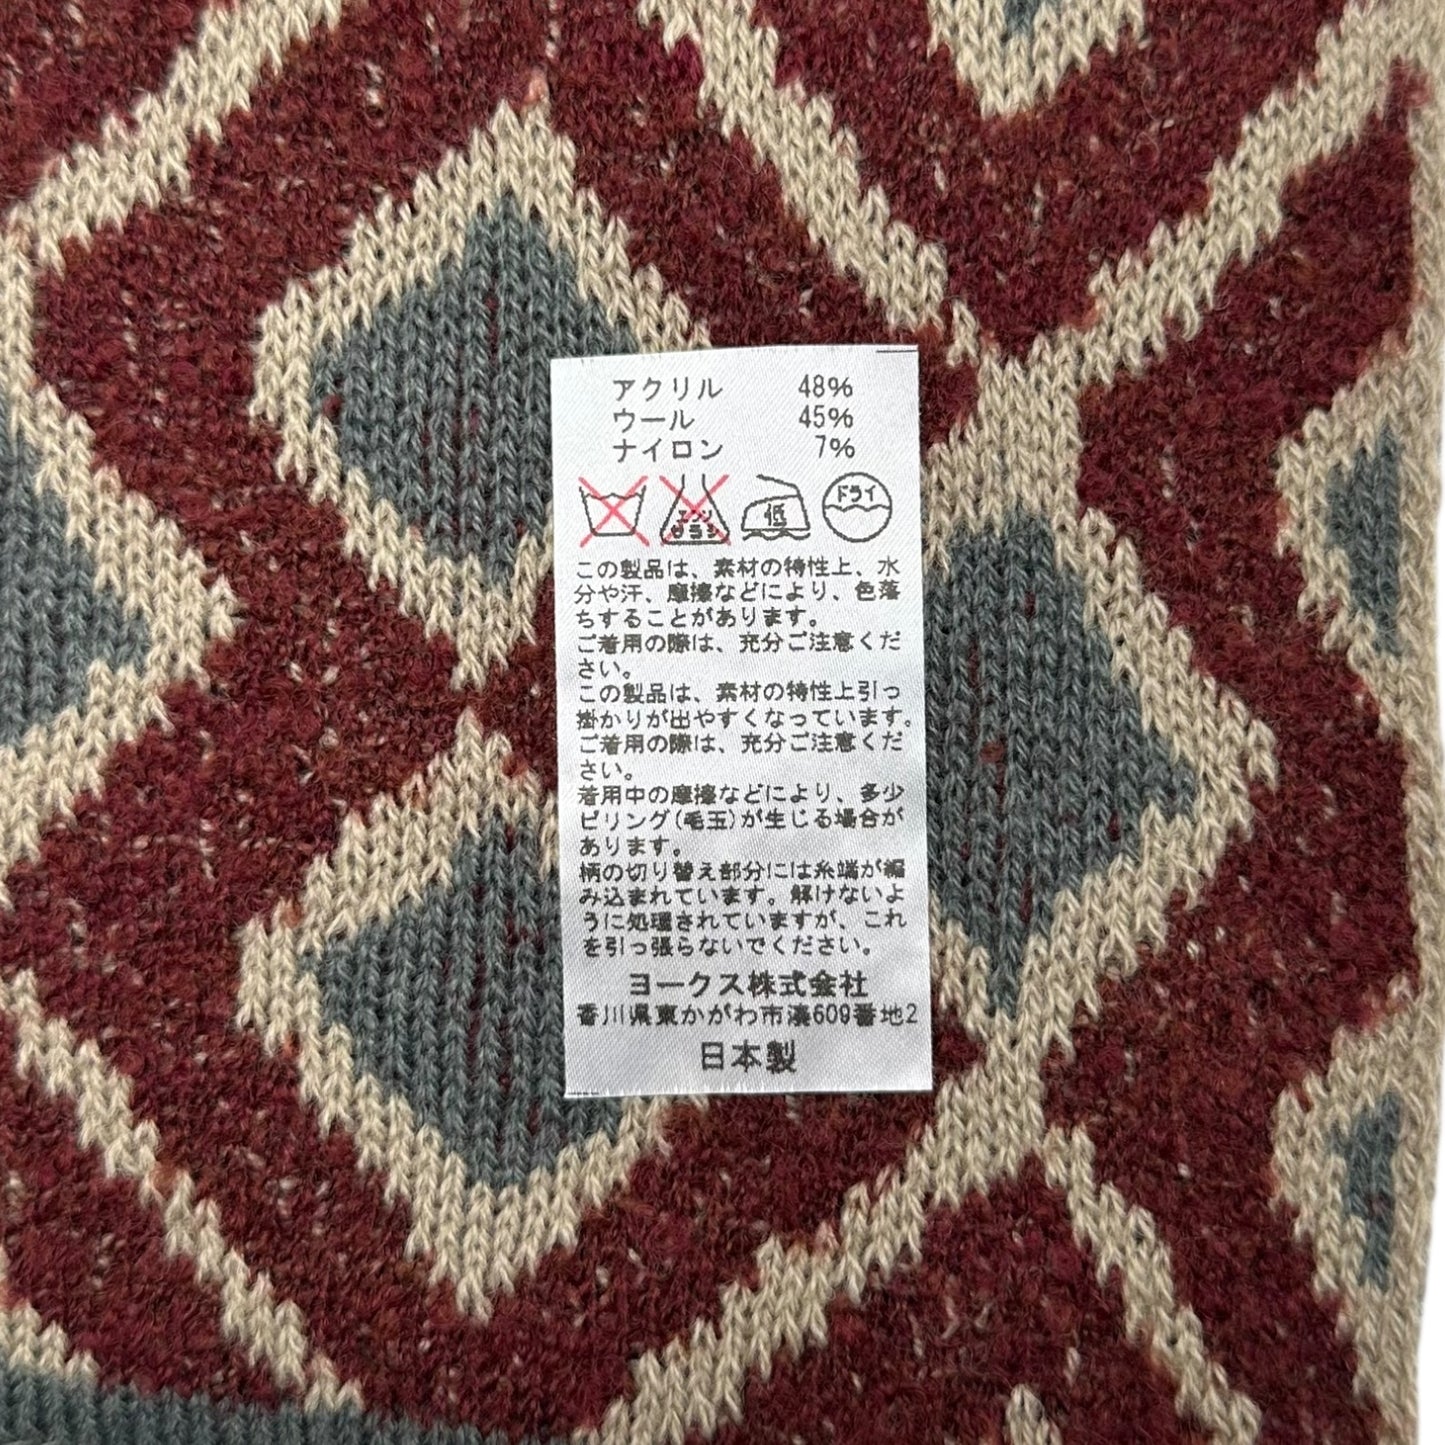 アクリル 48%
ウール 45%
ナイロン 7%
エンソ
サラシ
低
ドライ
この製品は、素材の特性上、水
分や汗、摩擦などにより、色落
ちすることがあります。
ご着用の際は、充分ご注意くだ
さい。
この製品は、素材の特性上引っ
掛かりが出やすくなっています。
ご着用の際は、充分ご注意くだ
さい。
着用中の摩擦などにより、多少
ピリング(毛玉)が生じる場合が
あります。
柄の切り替え部分には糸端が編
み込まれています。解けないよ
うに処理されていますが、これ
を引っ張らないでください。
ヨークス株式会社
香川県東かがわ市湊609番地2
日本製